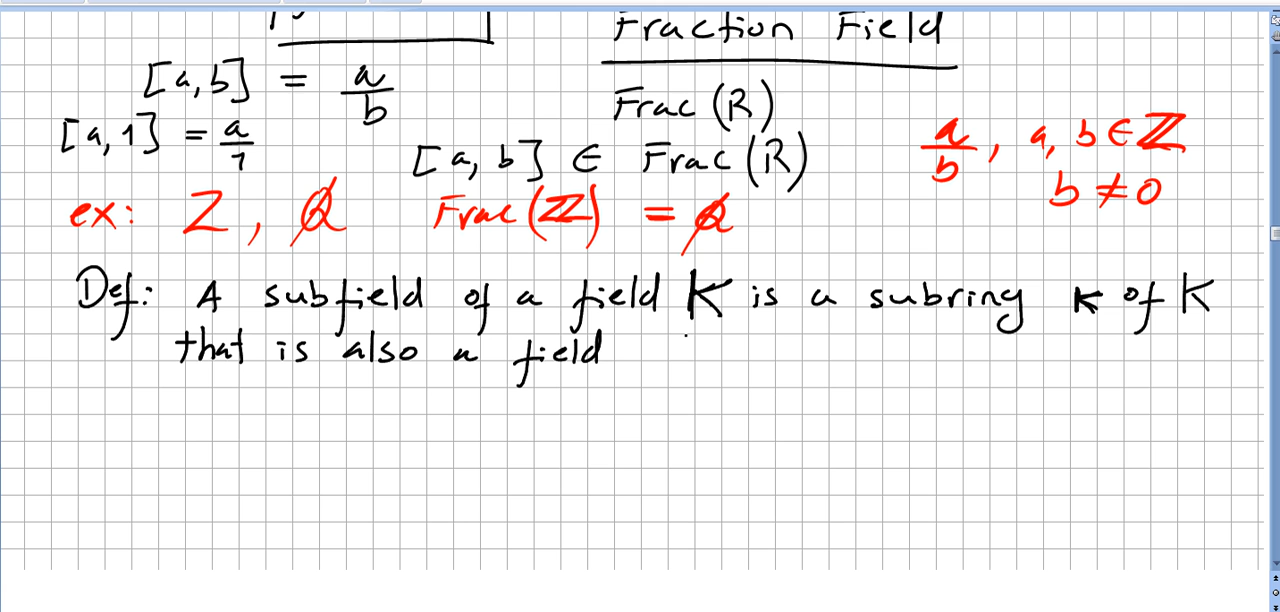 Fraction Field
[a, b] = a/b
Frac (R)
[a, 1] = a/1
[a, b] ∈ Frac (R)
a/b, a, b ∈ ℤ
b ≠ 0
ex: Z, ℚ Frac (ℤ) = ℚ
Def: A subfield of a field K is a subring k of K
that is also a field